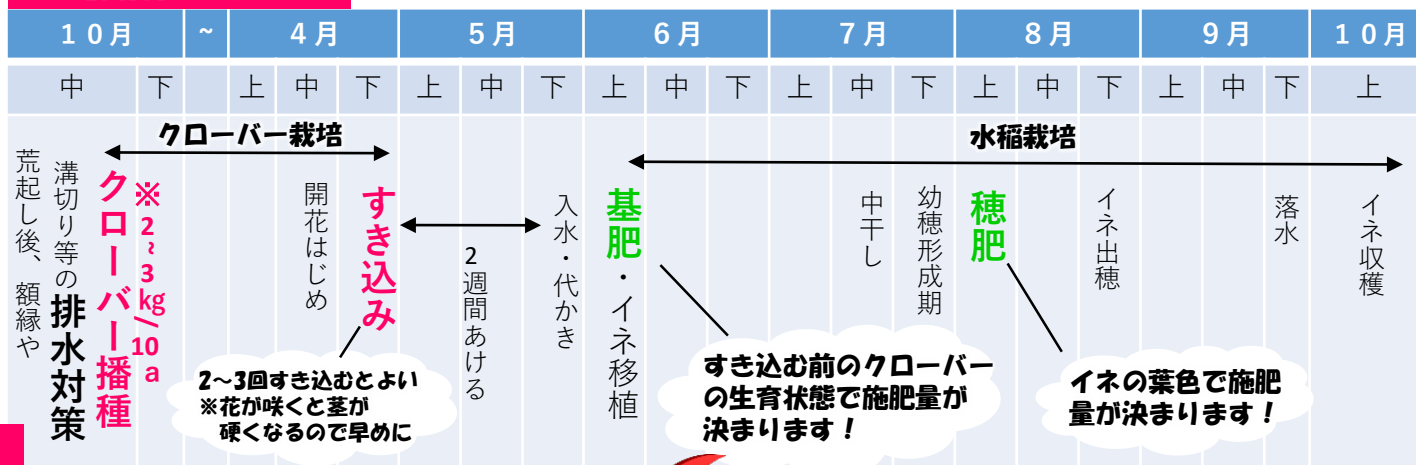 10月 ~ 4月 5月 6月 7月 8月 9月 10月
中 下 上 中 下 上 中 下 上 中 下 上 中 下 上 中 下 上 中 下 上
クローバー栽培
水稲栽培
荒起し後、額縁や
溝切り等の排水対策
クローバー播種
※2~3㎏/10a
開花はじめ
すき込み
2週間あける
入水・代かき
基肥・イネ移植
中干し
幼穂形成期
穂肥
イネ出穂
落水
イネ収穫
2~3回すき込むとよい
※花が咲くと茎が
硬くなるので早めに
すき込む前のクローバー
の生育状態で施肥量が
決まります！
イネの葉色で施肥
量が決まります！